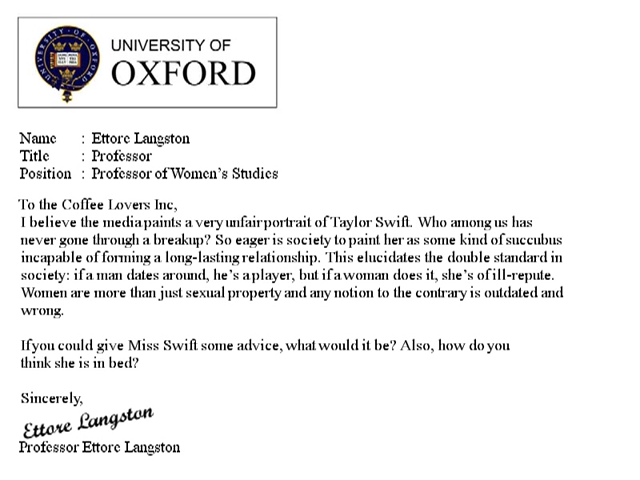 UNIVERSITY OF
OXFORD
Name : Ettore Langston
Title : Professor
Position : Professor of Women's Studies
To the Coffee Lovers Inc,
I believe the media paints a very unfair portrait of Taylor Swift. Who among us has
never gone through a breakup? So eager is society to paint her as some kind of succubus
incapable of forming a long-lasting relationship. This elucidates the double standard in
society: if a man dates around, he's a player, but if a woman does it, she's of ill-repute.
Women are more than just sexual property and any notion to the contrary is outdated and
wrong.
If you could give Miss Swift some advice, what would it be? Also, how do you
think she is in bed?
Sincerely,
Ettore Langston
Professor Ettore Langston